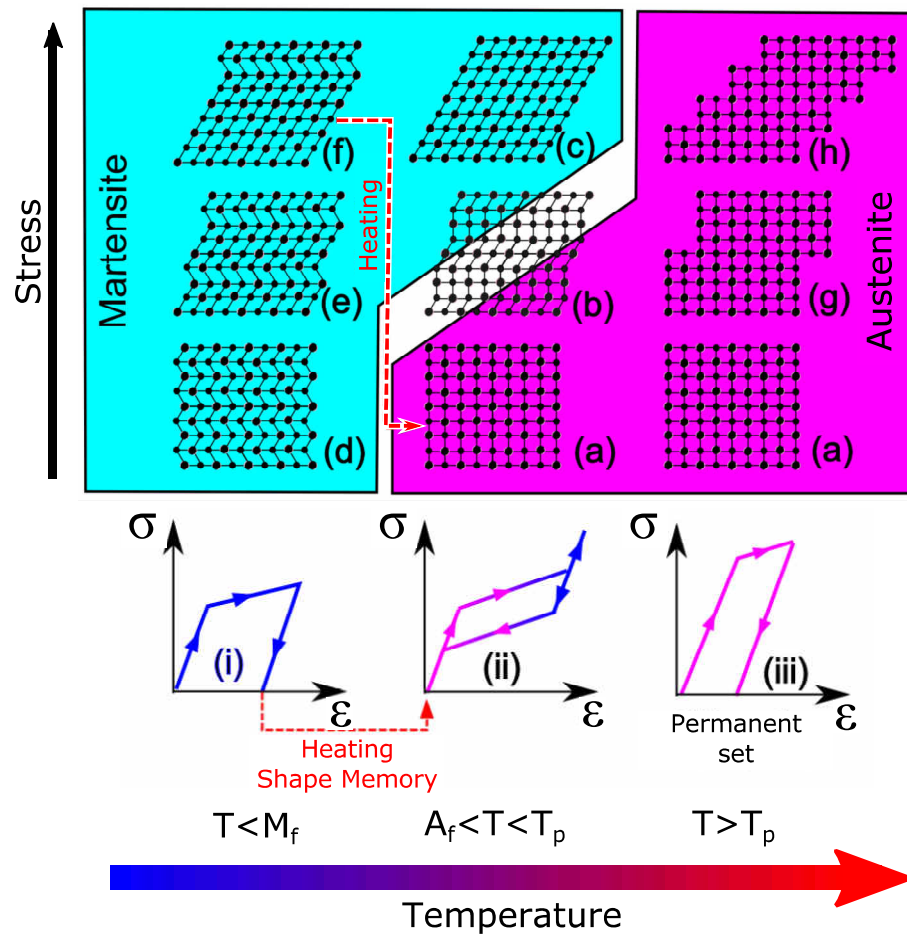 Stress
Martensite
Austenite
(f)
(c)
(h)
Heating
(e)
(b)
(g)
(d)
(a)
(a)
σ
σ
σ
(i)
(ii)
(iii)
ε
ε
ε
Heating
Shape Memory
Permanent
set
T<Mf
Af<T<Tp
T>Tp
Temperature